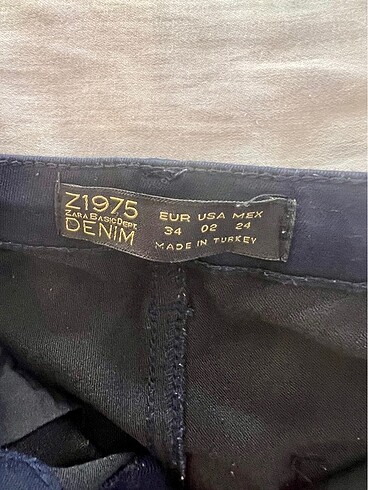 Z1975
ZARA BASIC DEPT.
DENIM
EUR USA MEX
34 02 24
MADE IN TURKEY